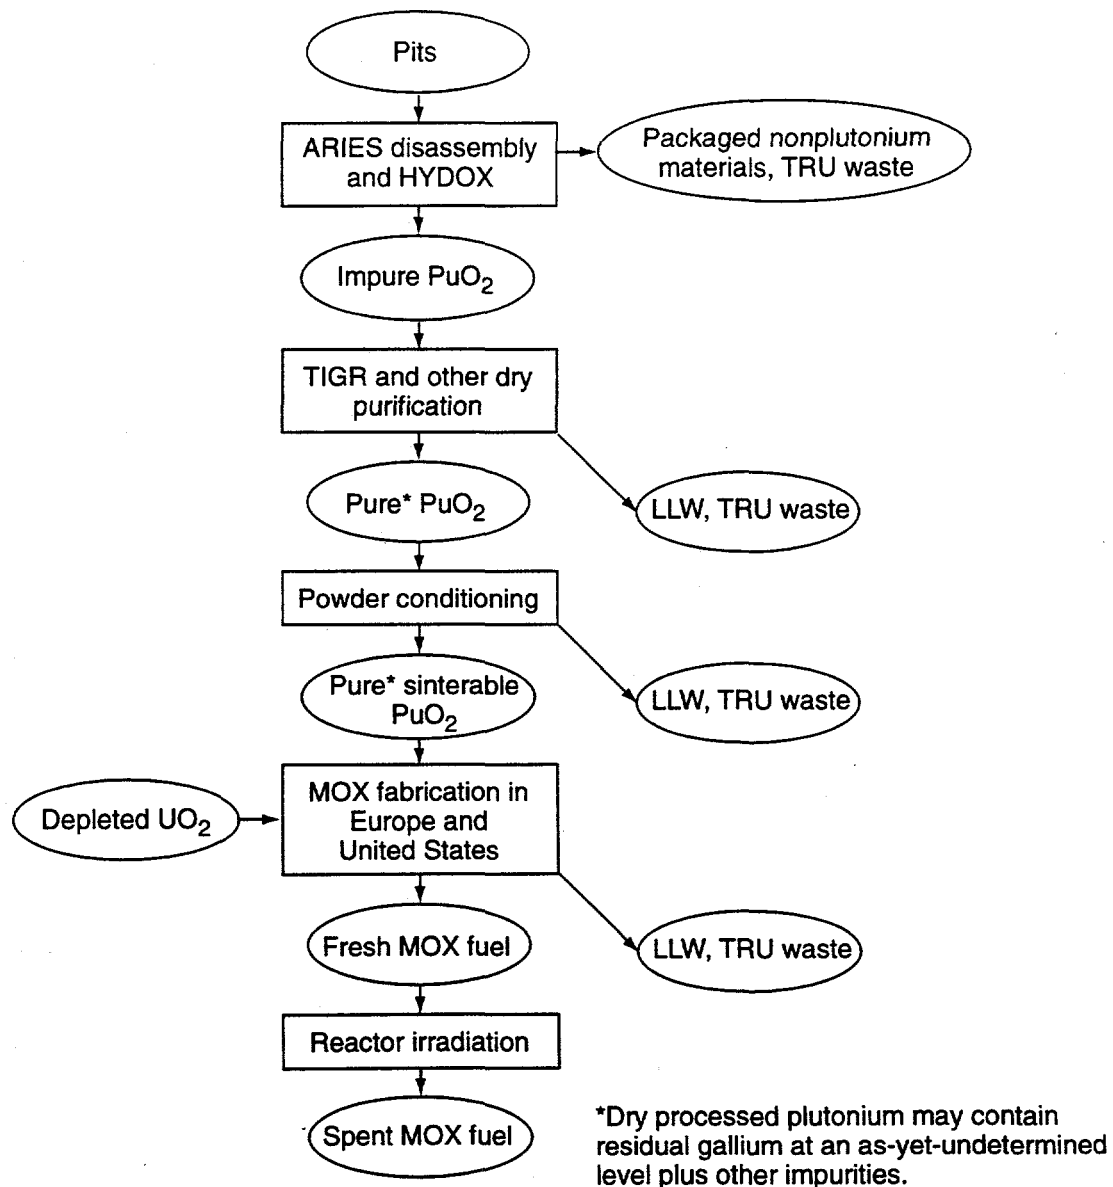 Pits
ARIES disassembly
and HYDOX
Packaged nonplutonium
materials, TRU waste
Impure PuO₂
TIGR and other dry
purification
Pure* PuO₂
LLW, TRU waste
Powder conditioning
Pure* sinterable
PuO₂
LLW, TRU waste
Depleted UO₂
MOX fabrication in
Europe and
United States
Fresh MOX fuel
LLW, TRU waste
Reactor irradiation
Spent MOX fuel
*Dry processed plutonium may contain
residual gallium at an as-yet-undetermined
level plus other impurities.